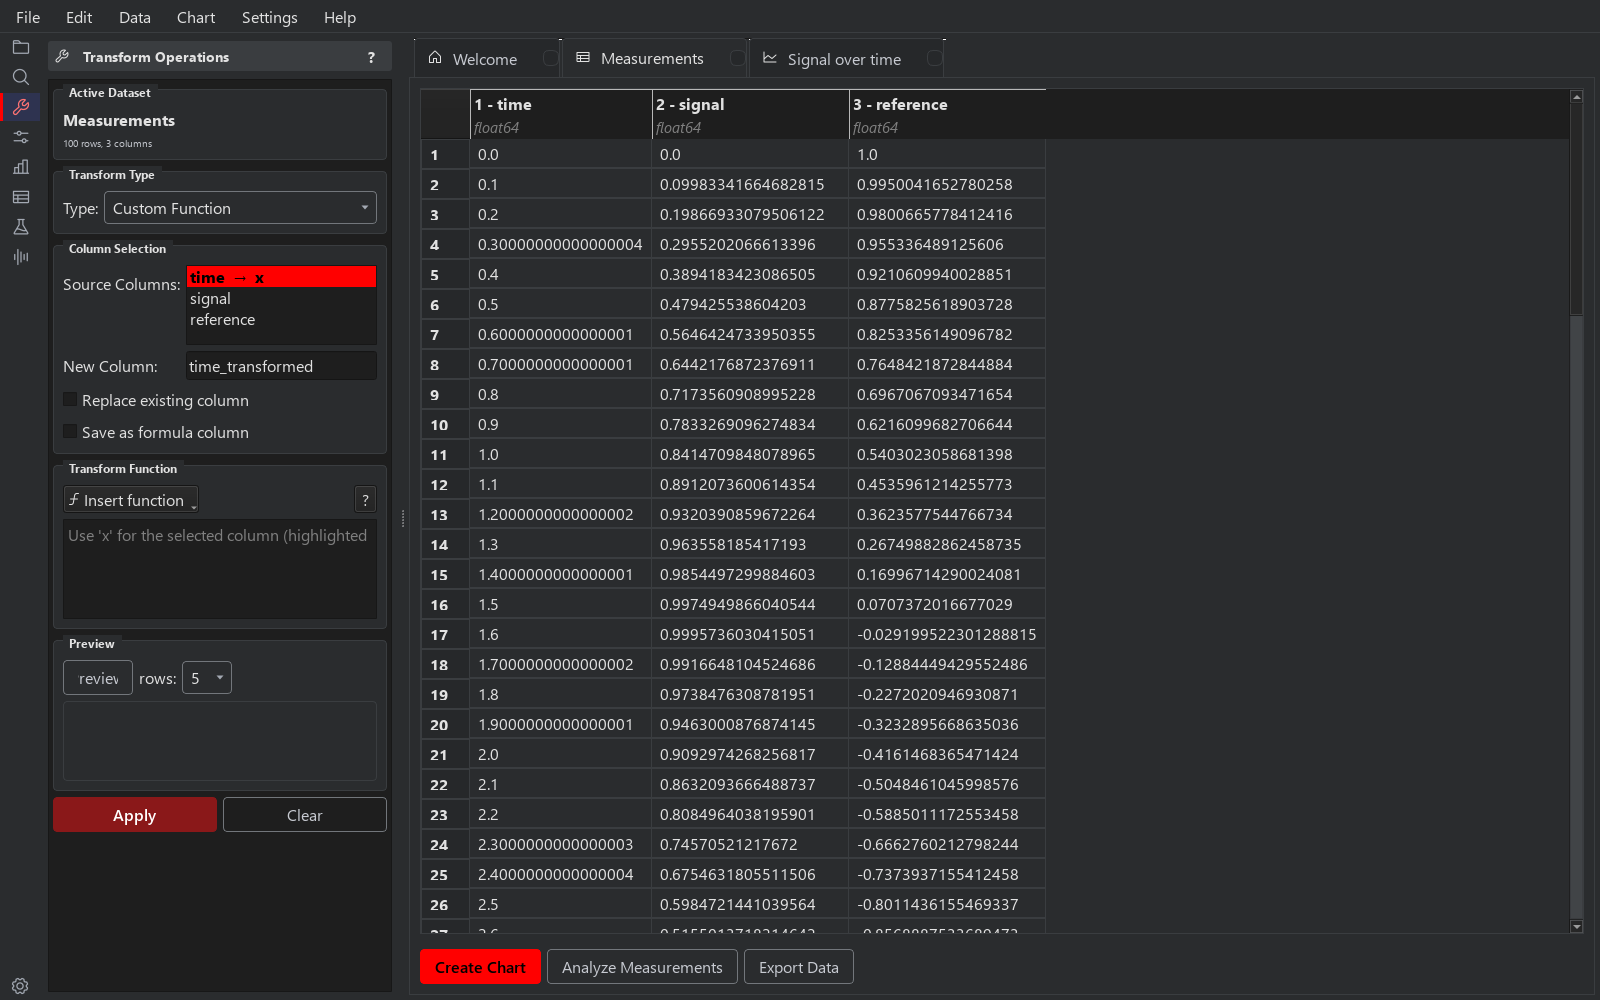 File Edit Data Chart Settings Help
Transform Operations ?
Active Dataset
Measurements
100 rows, 3 columns
Transform Type
Type: Custom Function
Column Selection
Source Columns: time → x
signal
reference
New Column: time_transformed
Replace existing column
Save as formula column
Transform Function
Insert function ?
Use 'x' for the selected column (highlighted
Preview
rows: 5
Apply Clear
Welcome Measurements Signal over time
1 - time 2 - signal 3 - reference
float64 float64 float64
1 0.0 0.0 1.0
2 0.1 0.09983341664682815 0.9950041652780258
3 0.2 0.19866933079506122 0.9800665778412416
4 0.30000000000000004 0.2955202066613396 0.955336489125606
5 0.4 0.3894183423086505 0.9210609940028851
6 0.5 0.479425538604203 0.8775825618903728
7 0.6000000000000001 0.5646424733950355 0.8253356149096782
8 0.7000000000000001 0.6442176872376911 0.7648421872844884
9 0.8 0.7173560908995228 0.6967067093471654
10 0.9 0.7833269096274834 0.6216099682706644
11 1.0 0.8414709848078965 0.5403023058681398
12 1.1 0.8912073600614354 0.4535961214255773
13 1.2000000000000002 0.9320390859672264 0.3623577544766734
14 1.3 0.963558185417193 0.26749882862458735
15 1.4000000000000001 0.9854497299884603 0.16996714290024081
16 1.5 0.9974949866040544 0.0707372016677029
17 1.6 0.9995736030415051 -0.029199522301288815
18 1.7000000000000002 0.9916648104524686 -0.12884449429552486
19 1.8 0.9738476308781951 -0.2272020946930871
20 1.9000000000000001 0.9463000876874145 -0.3232895668635036
21 2.0 0.9092974268256817 -0.4161468365471424
22 2.1 0.8632093666488737 -0.5048461045998576
23 2.2 0.8084964038195901 -0.5885011172553458
24 2.3000000000000003 0.74570521217672 -0.6662760212798244
25 2.4000000000000004 0.6754631805511506 -0.7373937155412458
26 2.5 0.5984721441039564 -0.8011436155469337
Create Chart Analyze Measurements Export Data